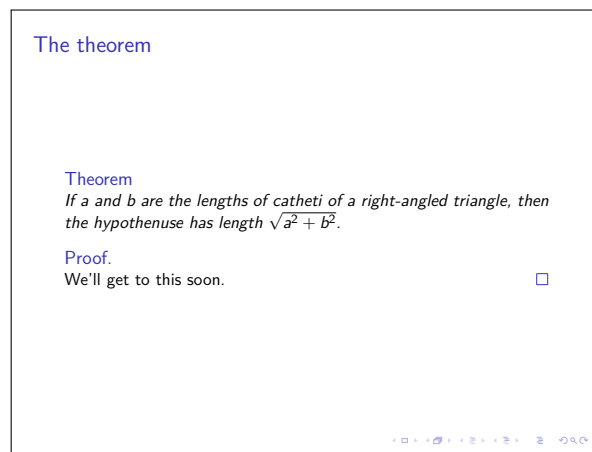 The theorem
Theorem
If a and b are the lengths of catheti of a right-angled triangle, then
the hypothenuse has length √a² + b².
Proof.
We'll get to this soon.